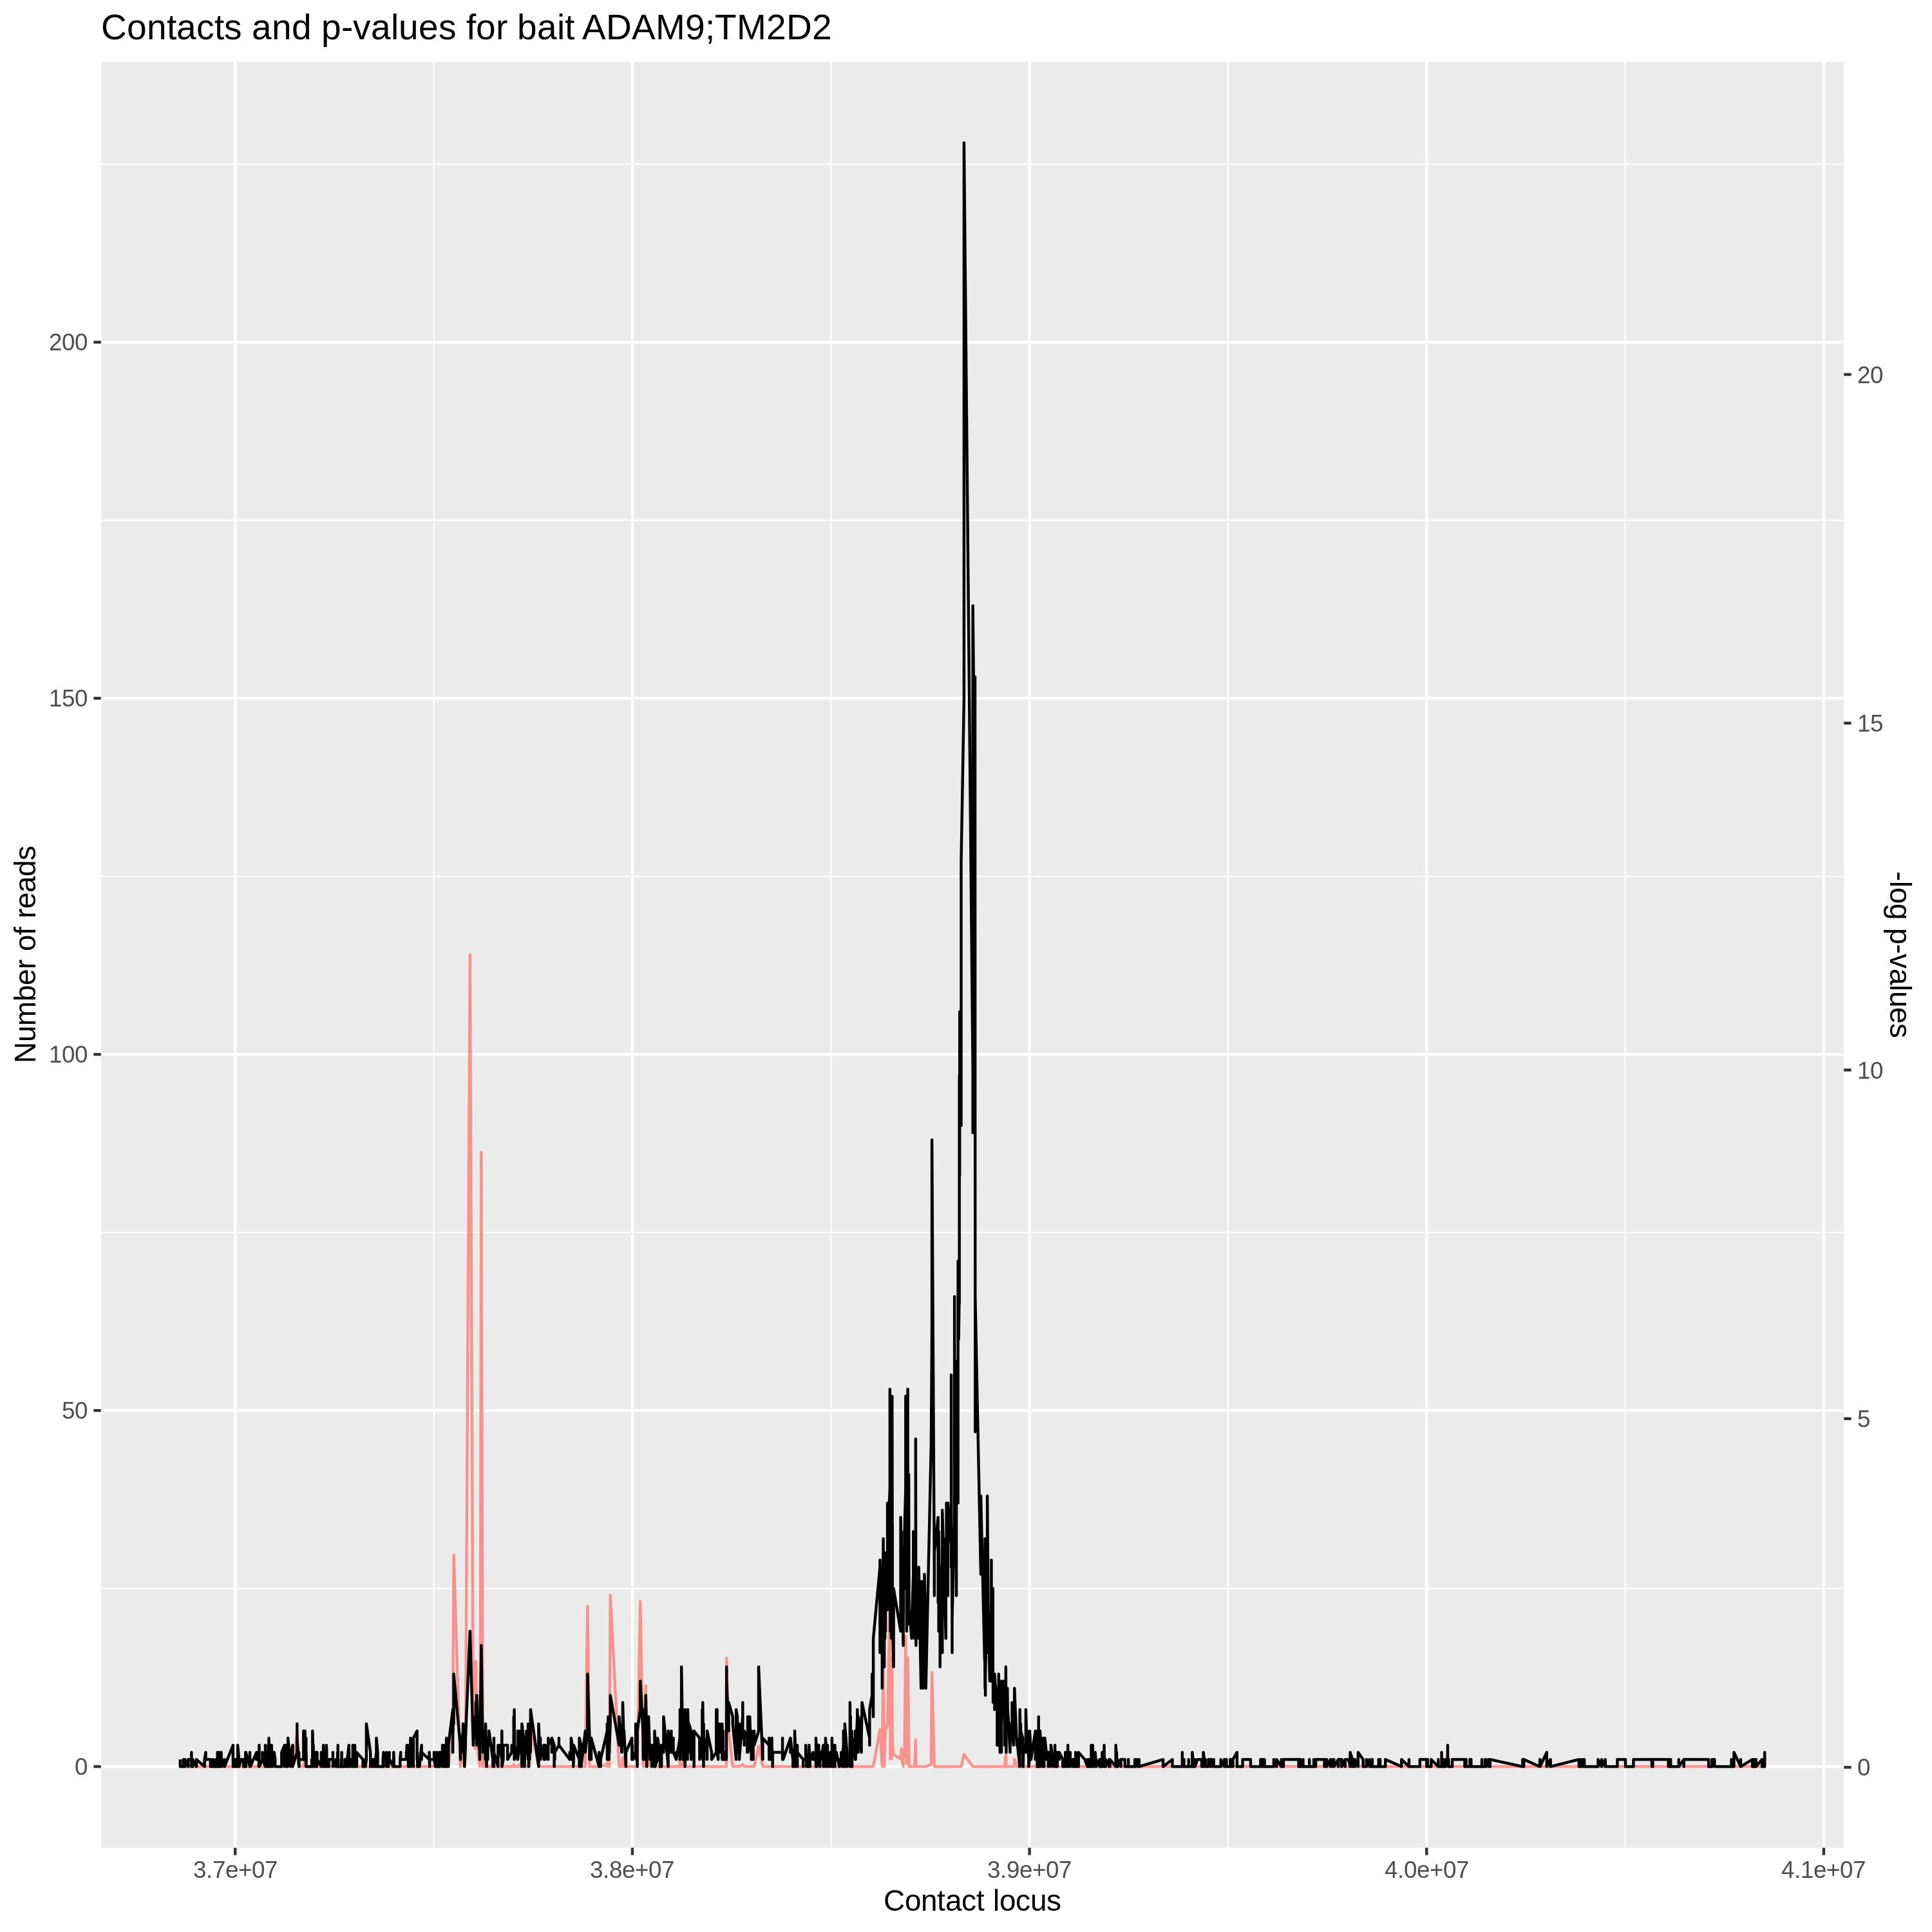 Contacts and p-values for bait ADAM9;TM2D2
Number of reads
200
150
100
50
0
20
15
10
5
0
-log p-values
3.7e+07
3.8e+07
3.9e+07
4.0e+07
4.1e+07
Contact locus